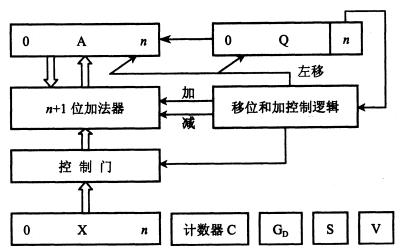 0 A n
0 Q n
左移
n+1 位加法器
加
减
移位和加控制逻辑
控制门
0 X n
计数器 C
G_D
S
V